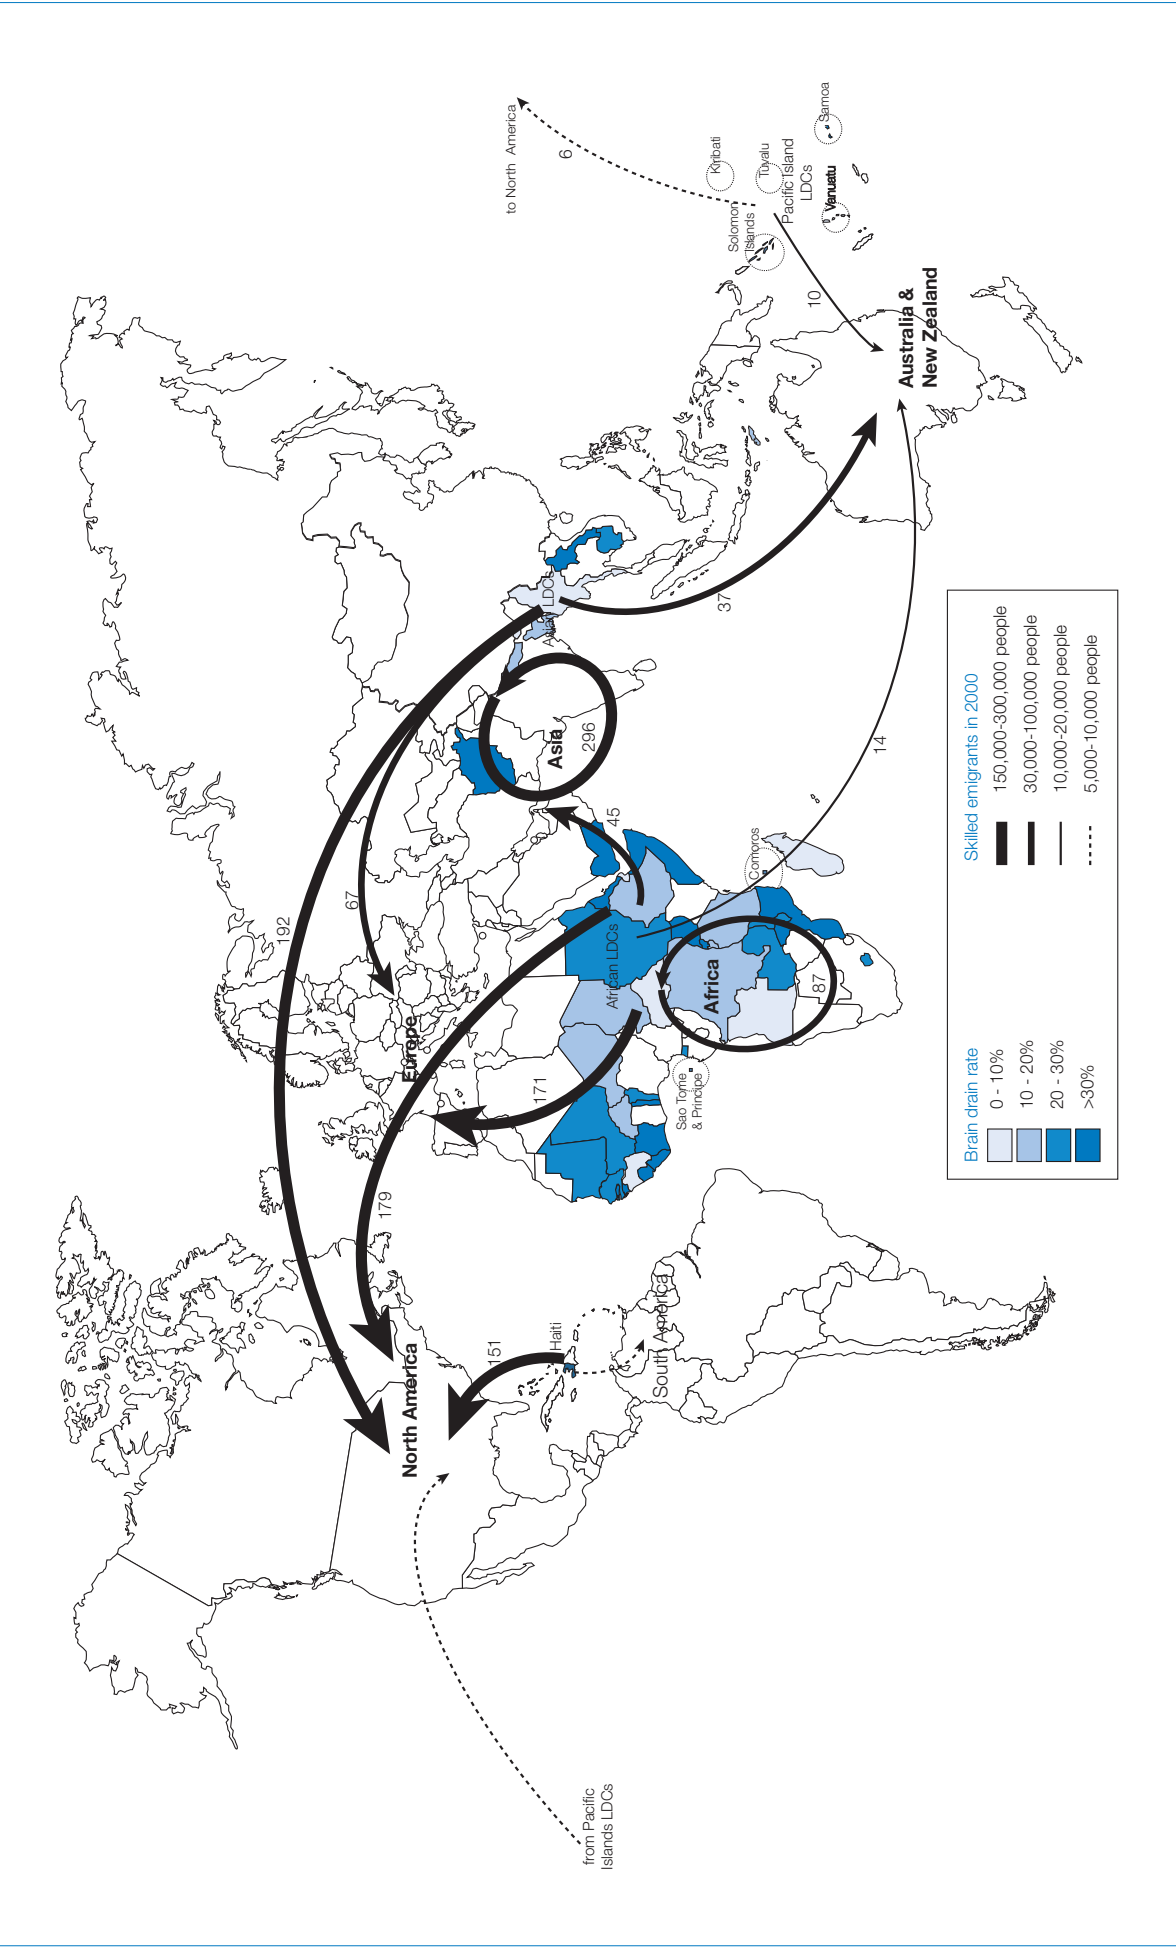 to North America
6
Kiribati
Tuvalu
Pacific Island
LDCs
Samoa
Vanuatu
Solomon
Islands
10
Australia &
New Zealand
37
Asian LDCs
Asia
296
14
45
67
192
Comoros
African LDCs
Africa
87
Europe
171
Sao Tome
& Principe
179
North America
151
Haiti
South America
from Pacific
Islands LDCs
Brain drain rate
0 - 10%
10 - 20%
20 - 30%
>30%
Skilled emigrants in 2000
150,000-300,000 people
30,000-100,000 people
10,000-20,000 people
5,000-10,000 people